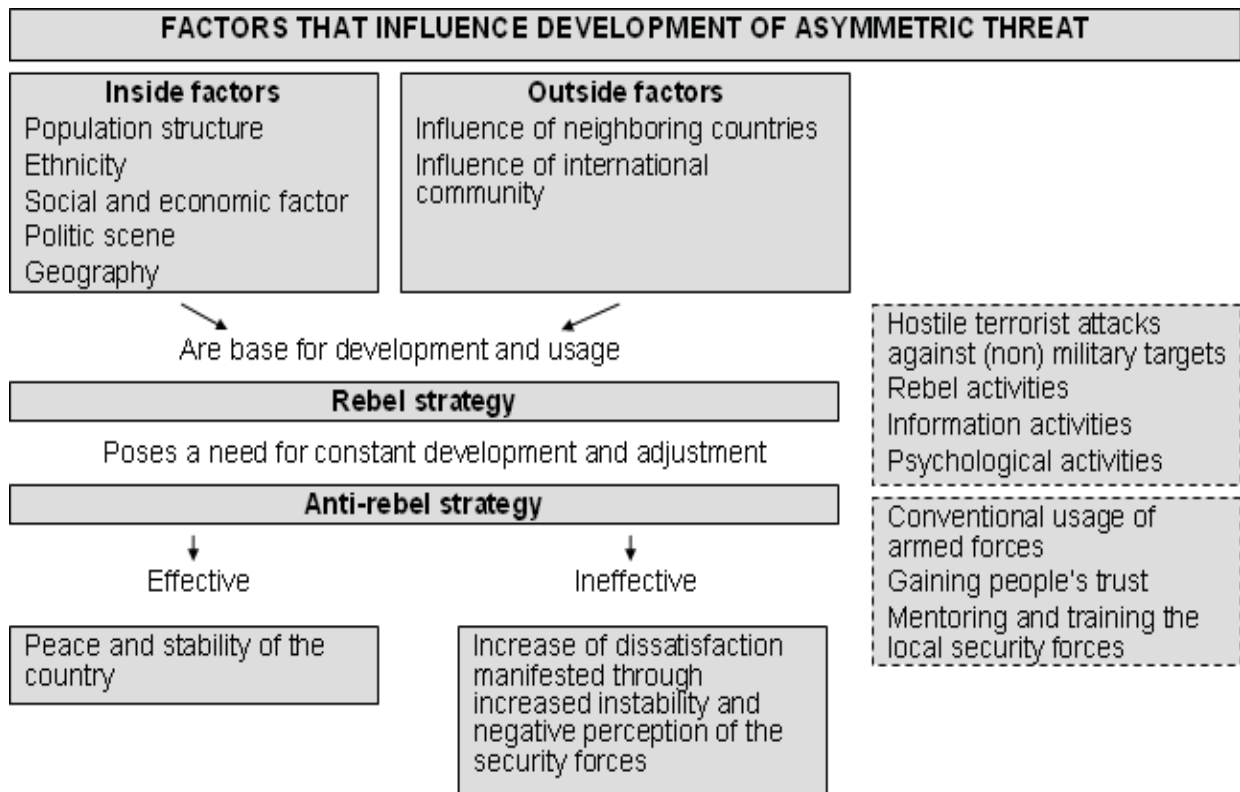 FACTORS THAT INFLUENCE DEVELOPMENT OF ASYMMETRIC THREAT
Inside factors
Population structure
Ethnicity
Social and economic factor
Politic scene
Geography
Outside factors
Influence of neighboring countries
Influence of international
community
Are base for development and usage
Rebel strategy
Poses a need for constant development and adjustment
Anti-rebel strategy
Effective
Ineffective
Peace and stability of the
country
Increase of dissatisfaction
manifested through
increased instability and
negative perception of the
security forces
Hostile terrorist attacks
against (non) military targets
Rebel activities
Information activities
Psychological activities
Conventional usage of
armed forces
Gaining people's trust
Mentoring and training the
local security forces